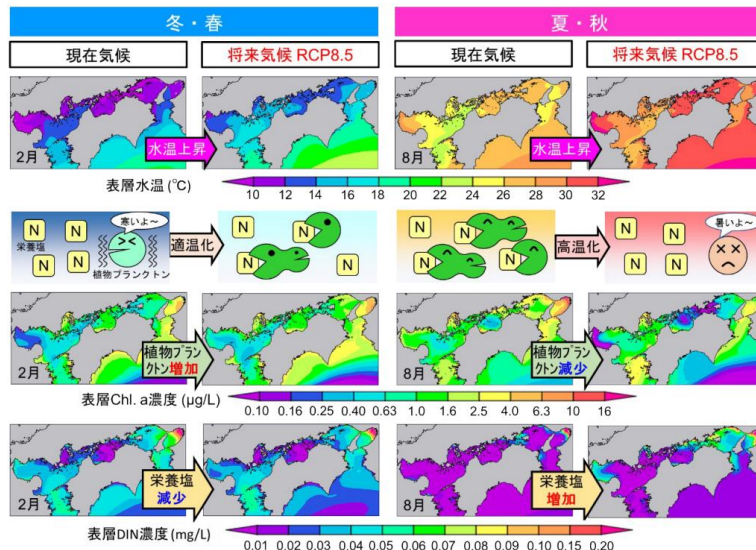 冬・春
夏・秋
現在気候
将来気候 RCP8.5
現在気候
将来気候 RCP8.5
2月
水温上昇
8月
水温上昇
表層水温(℃)
10 12 14 16 18 20 22 24 26 28 30 32
N
N
栄養塩
N
N
寒いよ~
植物プランクトン
適温化
N
N
N
N
N
N
N
N
高温化
N
N
N
N
暑いよ~
2月
植物プラン
クトン増加
8月
植物プラン
クトン減少
表層Chl. a濃度 (μg/L)
0.10 0.16 0.25 0.40 0.63 1.0 1.6 2.5 4.0 6.3 10 16
2月
栄養塩
減少
8月
栄養塩
増加
表層DIN濃度 (mg/L)
0.01 0.02 0.03 0.04 0.05 0.06 0.07 0.08 0.09 0.10 0.15 0.20